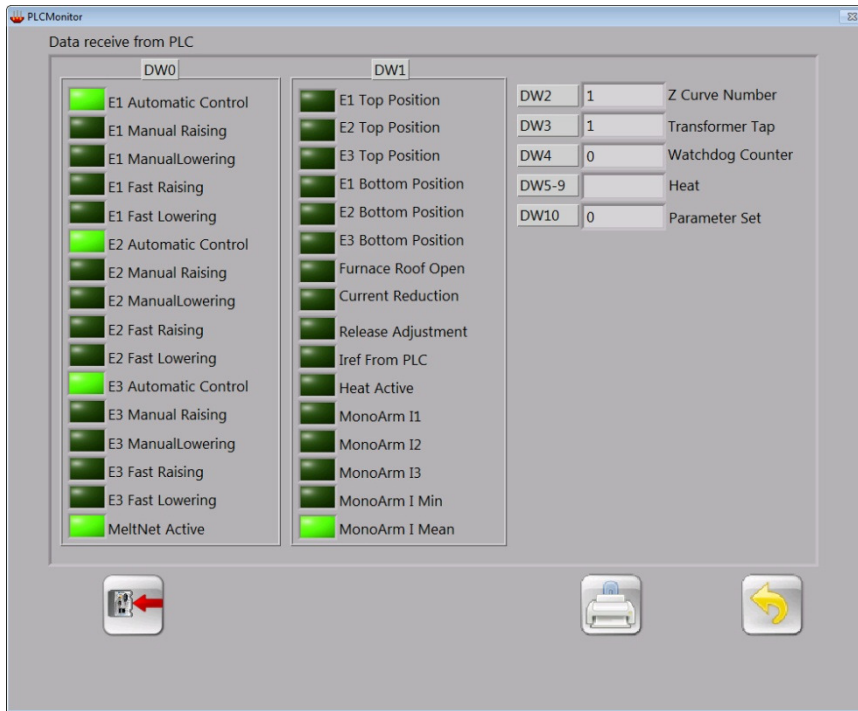 PLCMonitor
Data receive from PLC
DW0
E1 Automatic Control
E1 Manual Raising
E1 ManualLowering
E1 Fast Raising
E1 Fast Lowering
E2 Automatic Control
E2 Manual Raising
E2 ManualLowering
E2 Fast Raising
E2 Fast Lowering
E3 Automatic Control
E3 Manual Raising
E3 ManualLowering
E3 Fast Raising
E3 Fast Lowering
MeltNet Active
DW1
E1 Top Position
E2 Top Position
E3 Top Position
E1 Bottom Position
E2 Bottom Position
E3 Bottom Position
Furnace Roof Open
Current Reduction
Release Adjustment
Iref From PLC
Heat Active
MonoArm I1
MonoArm I2
MonoArm I3
MonoArm I Min
MonoArm I Mean
DW2 1 Z Curve Number
DW3 1 Transformer Tap
DW4 0 Watchdog Counter
DW5-9 Heat
DW10 0 Parameter Set